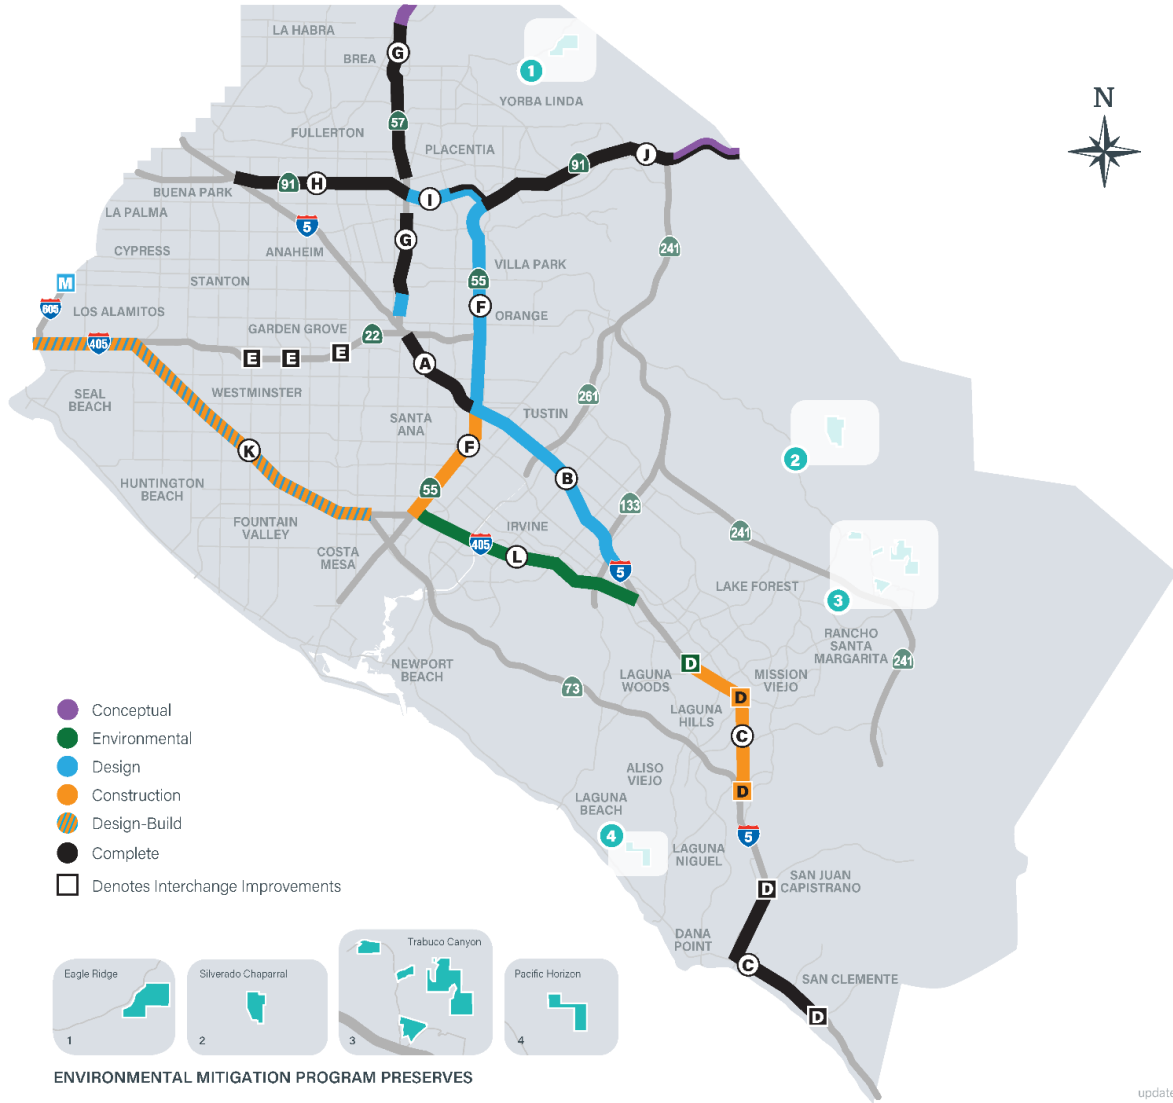 LA HABRA
BREA
G
1
YORBA LINDA
N
57
FULLERTON
PLACENTIA
J
91
91
H
BUENA PARK
I
LA PALMA
5
G
241
CYPRESS
ANAHEIM
VILLA PARK
STANTON
55
M
605
LOS ALAMITOS
F
ORANGE
GARDEN GROVE
22
405
E
E
E
A
SEAL
BEACH
WESTMINSTER
261
SANTA
ANA
TUSTIN
K
F
2
B
HUNTINGTON
BEACH
55
133
FOUNTAIN
VALLEY
IRVINE
241
COSTA
MESA
405
L
5
LAKE FOREST
3
RANCHO
SANTA
MARGARITA
241
NEWPORT
BEACH
D
LAGUNA
WOODS
MISSION
VIEJO
73
D
LAGUNA
HILLS
C
ALISO
VIEJO
D
LAGUNA
BEACH
4
5
LAGUNA
NIGUEL
D
SAN JUAN
CAPISTRANO
DANA
POINT
C
SAN CLEMENTE
D
Conceptual
Environmental
Design
Construction
Design-Build
Complete
Denotes Interchange Improvements
Eagle Ridge
1
Silverado Chaparral
2
Trabuco Canyon
3
Pacific Horizon
4
ENVIRONMENTAL MITIGATION PROGRAM PRESERVES
update